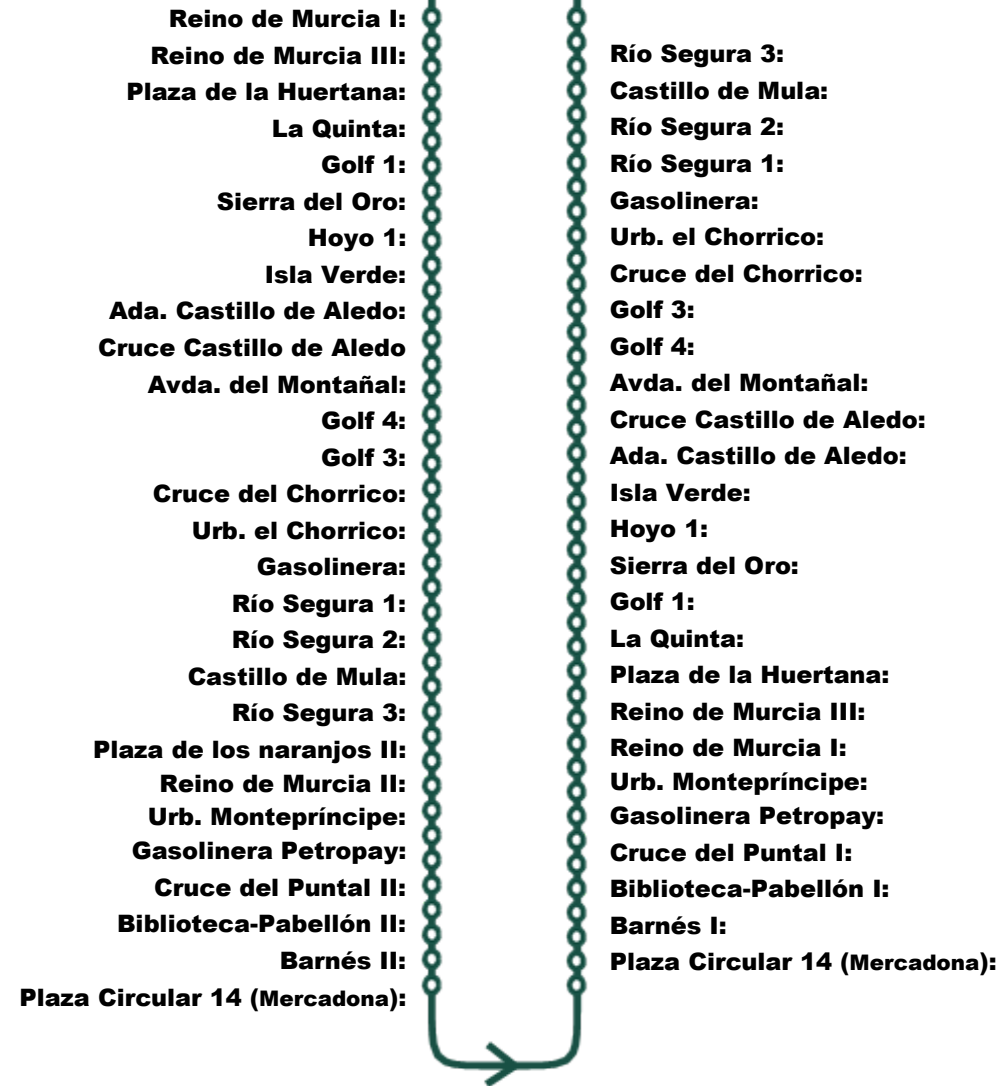 Reino de Murcia I:
Reino de Murcia III:
Plaza de la Huertana:
La Quinta:
Golf 1:
Sierra del Oro:
Hoyo 1:
Isla Verde:
Ada. Castillo de Aledo:
Cruce Castillo de Aledo
Avda. del Montañal:
Golf 4:
Golf 3:
Cruce del Chorrico:
Urb. el Chorrico:
Gasolinera:
Río Segura 1:
Río Segura 2:
Castillo de Mula:
Río Segura 3:
Plaza de los naranjos II:
Reino de Murcia II:
Urb. Montepríncipe:
Gasolinera Petropay:
Cruce del Puntal II:
Biblioteca-Pabellón II:
Barnés II:
Plaza Circular 14 (Mercadona):
Río Segura 3:
Castillo de Mula:
Río Segura 2:
Río Segura 1:
Gasolinera:
Urb. el Chorrico:
Cruce del Chorrico:
Golf 3:
Golf 4:
Avda. del Montañal:
Cruce Castillo de Aledo:
Ada. Castillo de Aledo:
Isla Verde:
Hoyo 1:
Sierra del Oro:
Golf 1:
La Quinta:
Plaza de la Huertana:
Reino de Murcia III:
Reino de Murcia I:
Urb. Montepríncipe:
Gasolinera Petropay:
Cruce del Puntal I:
Biblioteca-Pabellón I:
Barnés I:
Plaza Circular 14 (Mercadona):